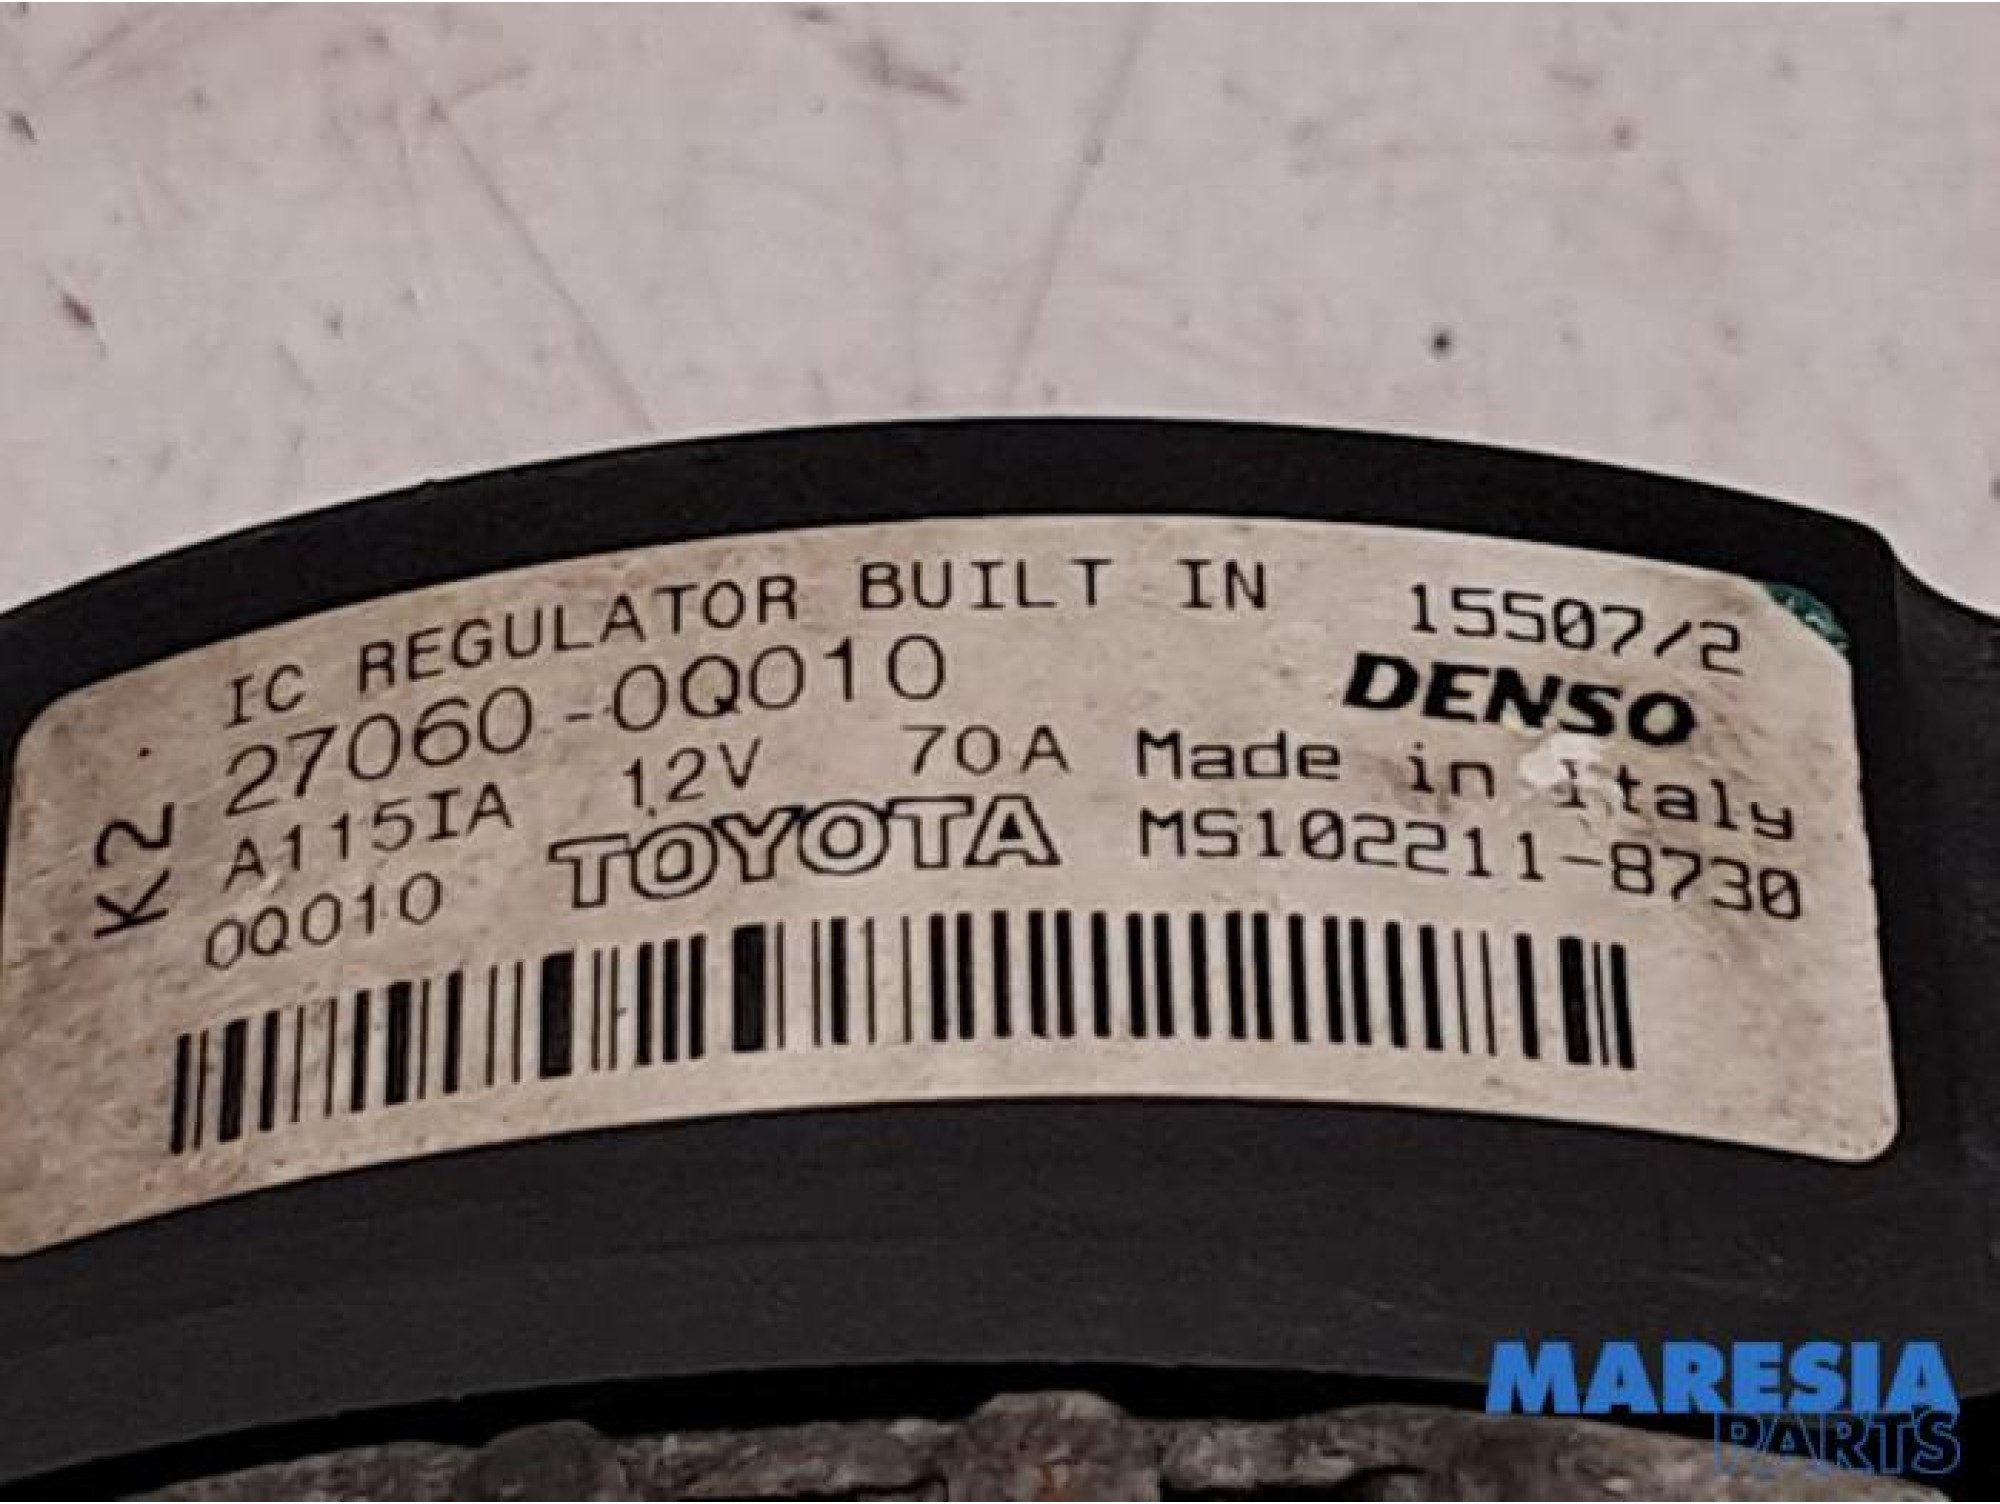 IC REGULATOR BUILT IN 15507/2
27060-0Q010 DENSO
K2 A115IA 12V 70A Made in Italy
0Q010 TOYOTA MS102211-8730
MARESIA
PARTS